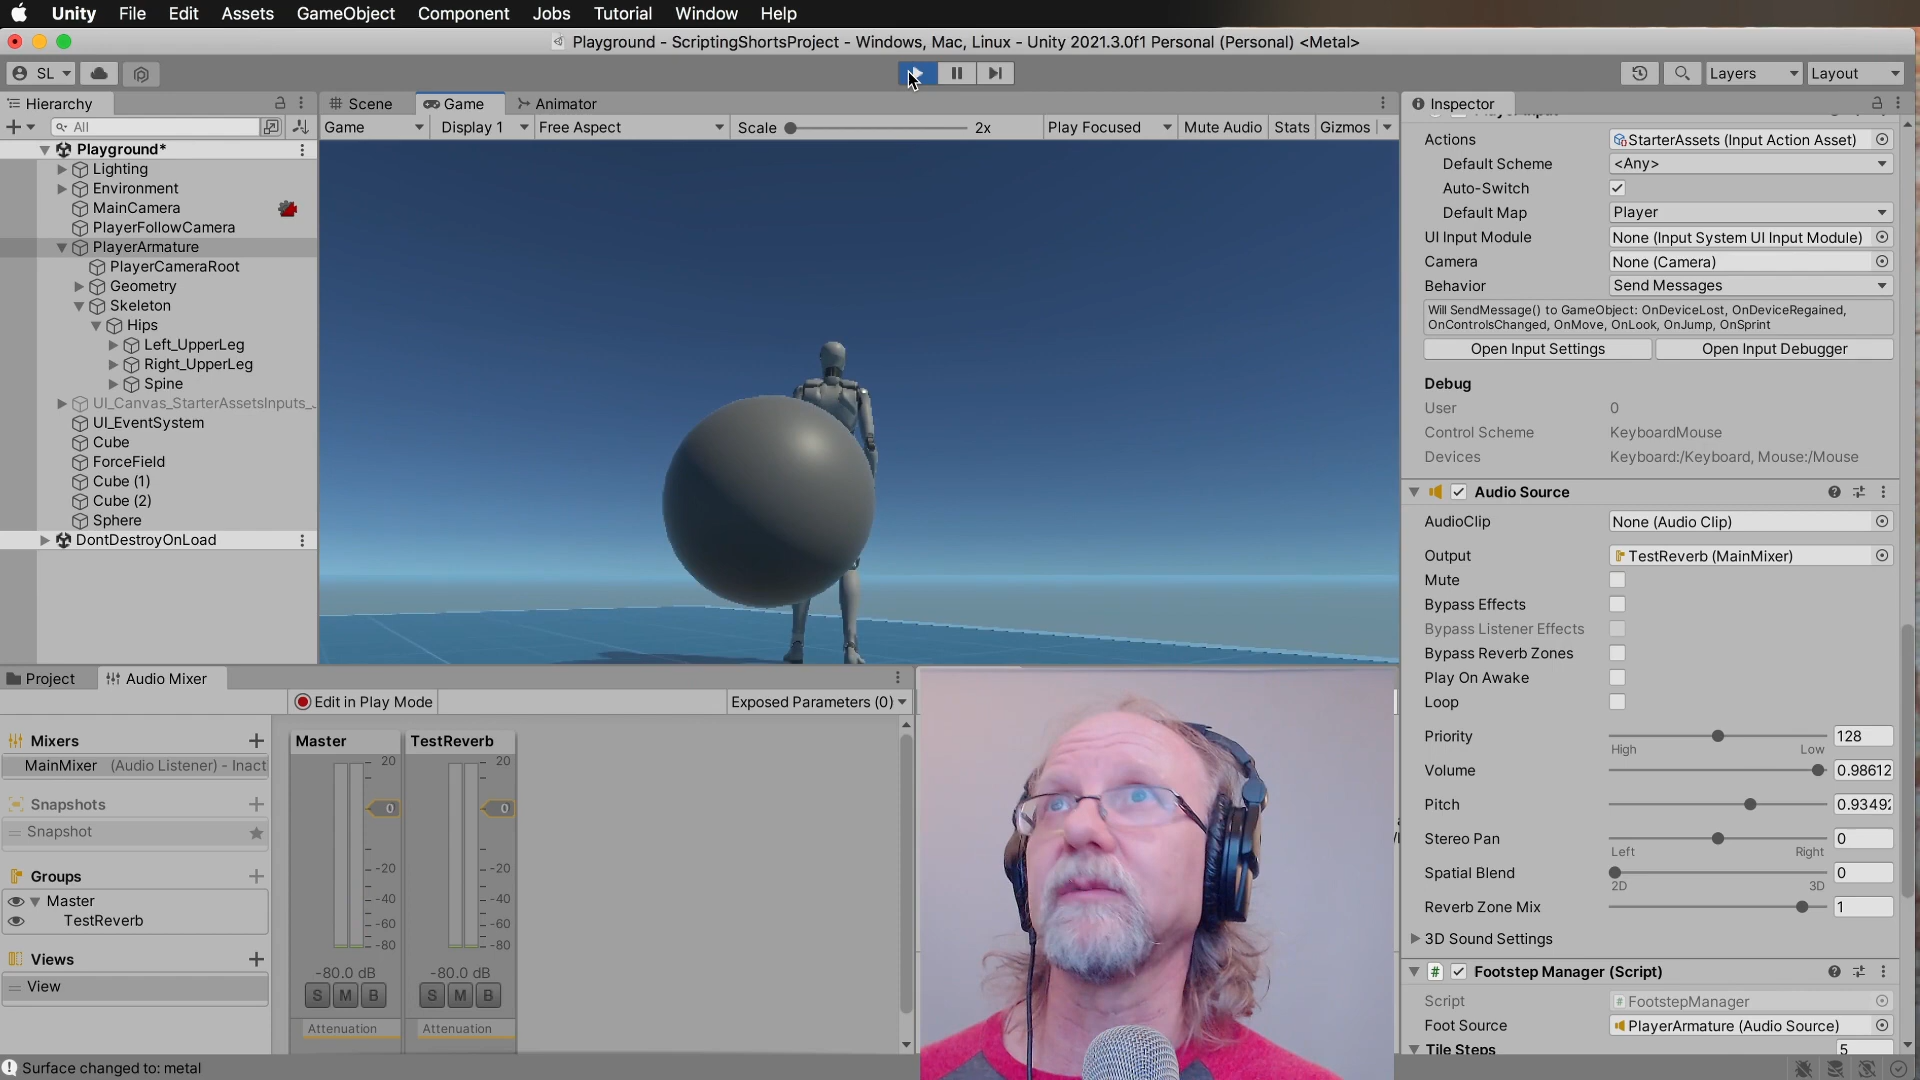 Unity File Edit Assets GameObject Component Jobs Tutorial Window Help
Playground - ScriptingShortsProject - Windows, Mac, Linux - Unity 2021.3.0f1 Personal (Personal) <Metal>
SL
Layers Layout
Hierarchy
All
Playground*
Lighting
Environment
MainCamera
PlayerFollowCamera
PlayerArmature
PlayerCameraRoot
Geometry
Skeleton
Hips
Left_UpperLeg
Right_UpperLeg
Spine
UI_Canvas_StarterAssetsInputs_
UI_EventSystem
Cube
ForceField
Cube (1)
Cube (2)
Sphere
DontDestroyOnLoad
Scene Game Animator
Game Display 1 Free Aspect Scale 2x Play Focused Mute Audio Stats Gizmos
Project Audio Mixer
Edit in Play Mode Exposed Parameters (0)
Mixers
MainMixer (Audio Listener) - Inact
Snapshots
Snapshot
Groups
Master
TestReverb
Views
View
Master TestReverb
20 20
0 0
-20 -20
-40 -40
-60 -60
-80 -80
-80.0 dB -80.0 dB
S M B S M B
Attenuation Attenuation
Surface changed to: metal
Inspector
Actions StarterAssets (Input Action Asset)
Default Scheme <Any>
Auto-Switch
Default Map Player
UI Input Module None (Input System UI Input Module)
Camera None (Camera)
Behavior Send Messages
Will SendMessage() to GameObject: OnDeviceLost, OnDeviceRegained,
OnControlsChanged, OnMove, OnLook, OnJump, OnSprint
Open Input Settings Open Input Debugger
Debug
User 0
Control Scheme KeyboardMouse
Devices Keyboard:/Keyboard, Mouse:/Mouse
Audio Source
AudioClip None (Audio Clip)
Output TestReverb (MainMixer)
Mute
Bypass Effects
Bypass Listener Effects
Bypass Reverb Zones
Play On Awake
Loop
Priority 128
High Low
Volume 0.98612
Pitch 0.93492
Stereo Pan 0
Left Right
Spatial Blend 0
2D 3D
Reverb Zone Mix 1
3D Sound Settings
# Footstep Manager (Script)
Script # FootstepManager
Foot Source PlayerArmature (Audio Source)
Tile Steps 5